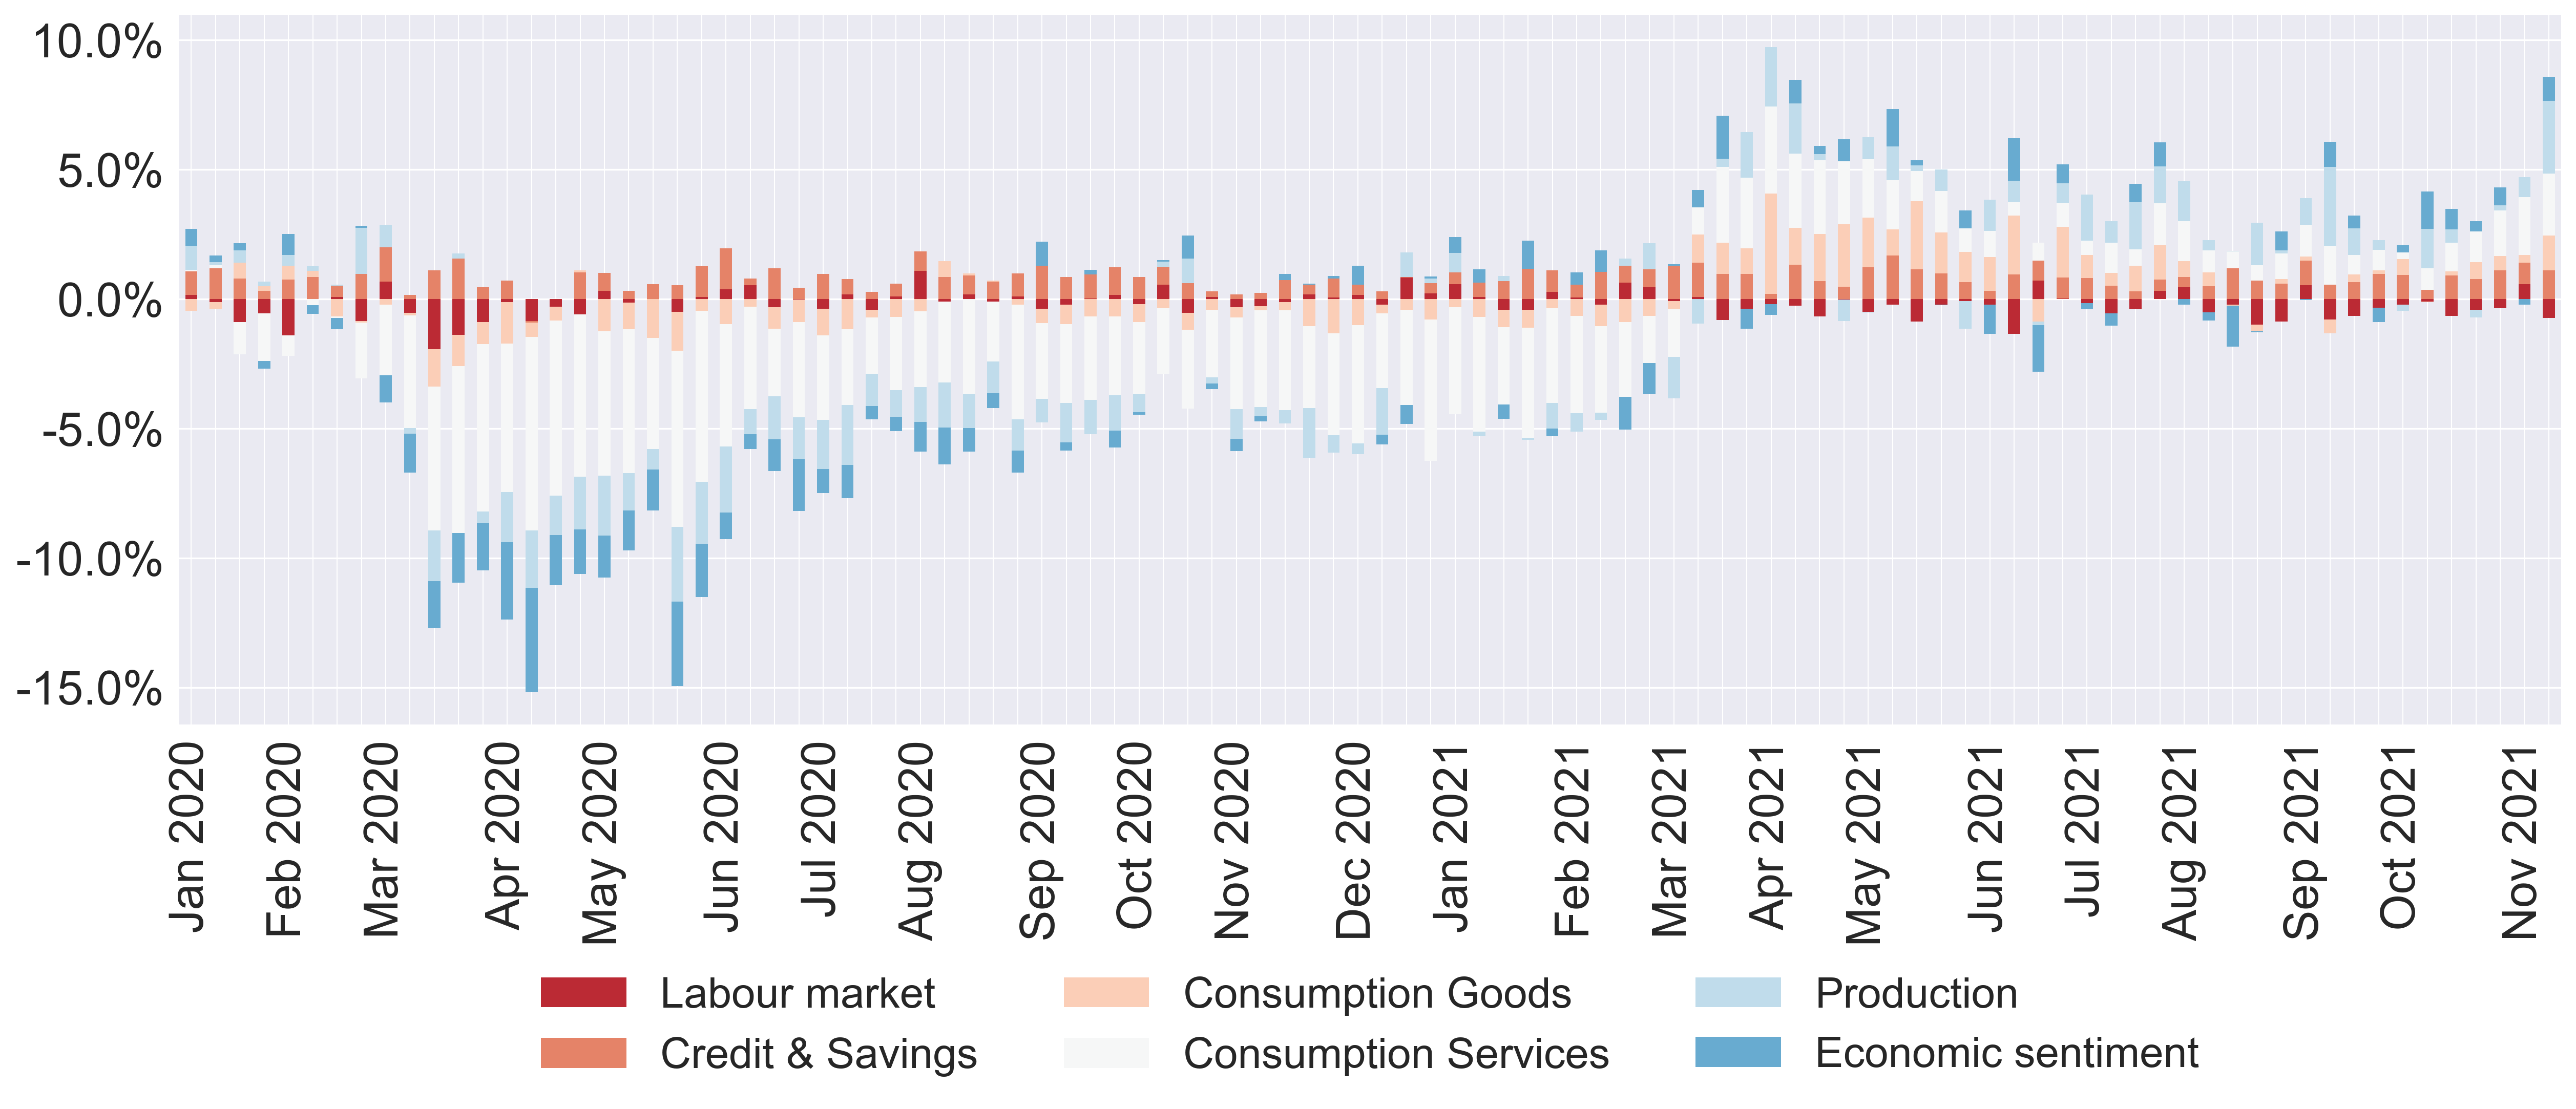 10.0%
5.0%
0.0%
-5.0%
-10.0%
-15.0%
Jan 2020
Feb 2020
Mar 2020
Apr 2020
May 2020
Jun 2020
Jul 2020
Aug 2020
Sep 2020
Oct 2020
Nov 2020
Dec 2020
Jan 2021
Feb 2021
Mar 2021
Apr 2021
May 2021
Jun 2021
Jul 2021
Aug 2021
Sep 2021
Oct 2021
Nov 2021
Labour market
Consumption Goods
Production
Credit & Savings
Consumption Services
Economic sentiment